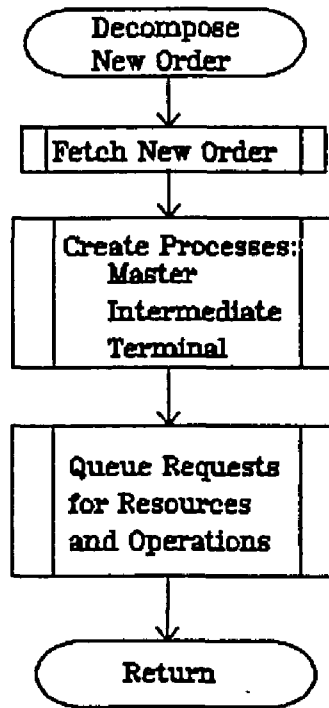 Decompose
New Order
Fetch New Order
Create Processes:
Master
Intermediate
Terminal
Queue Requests
for Resources
and Operations
Return